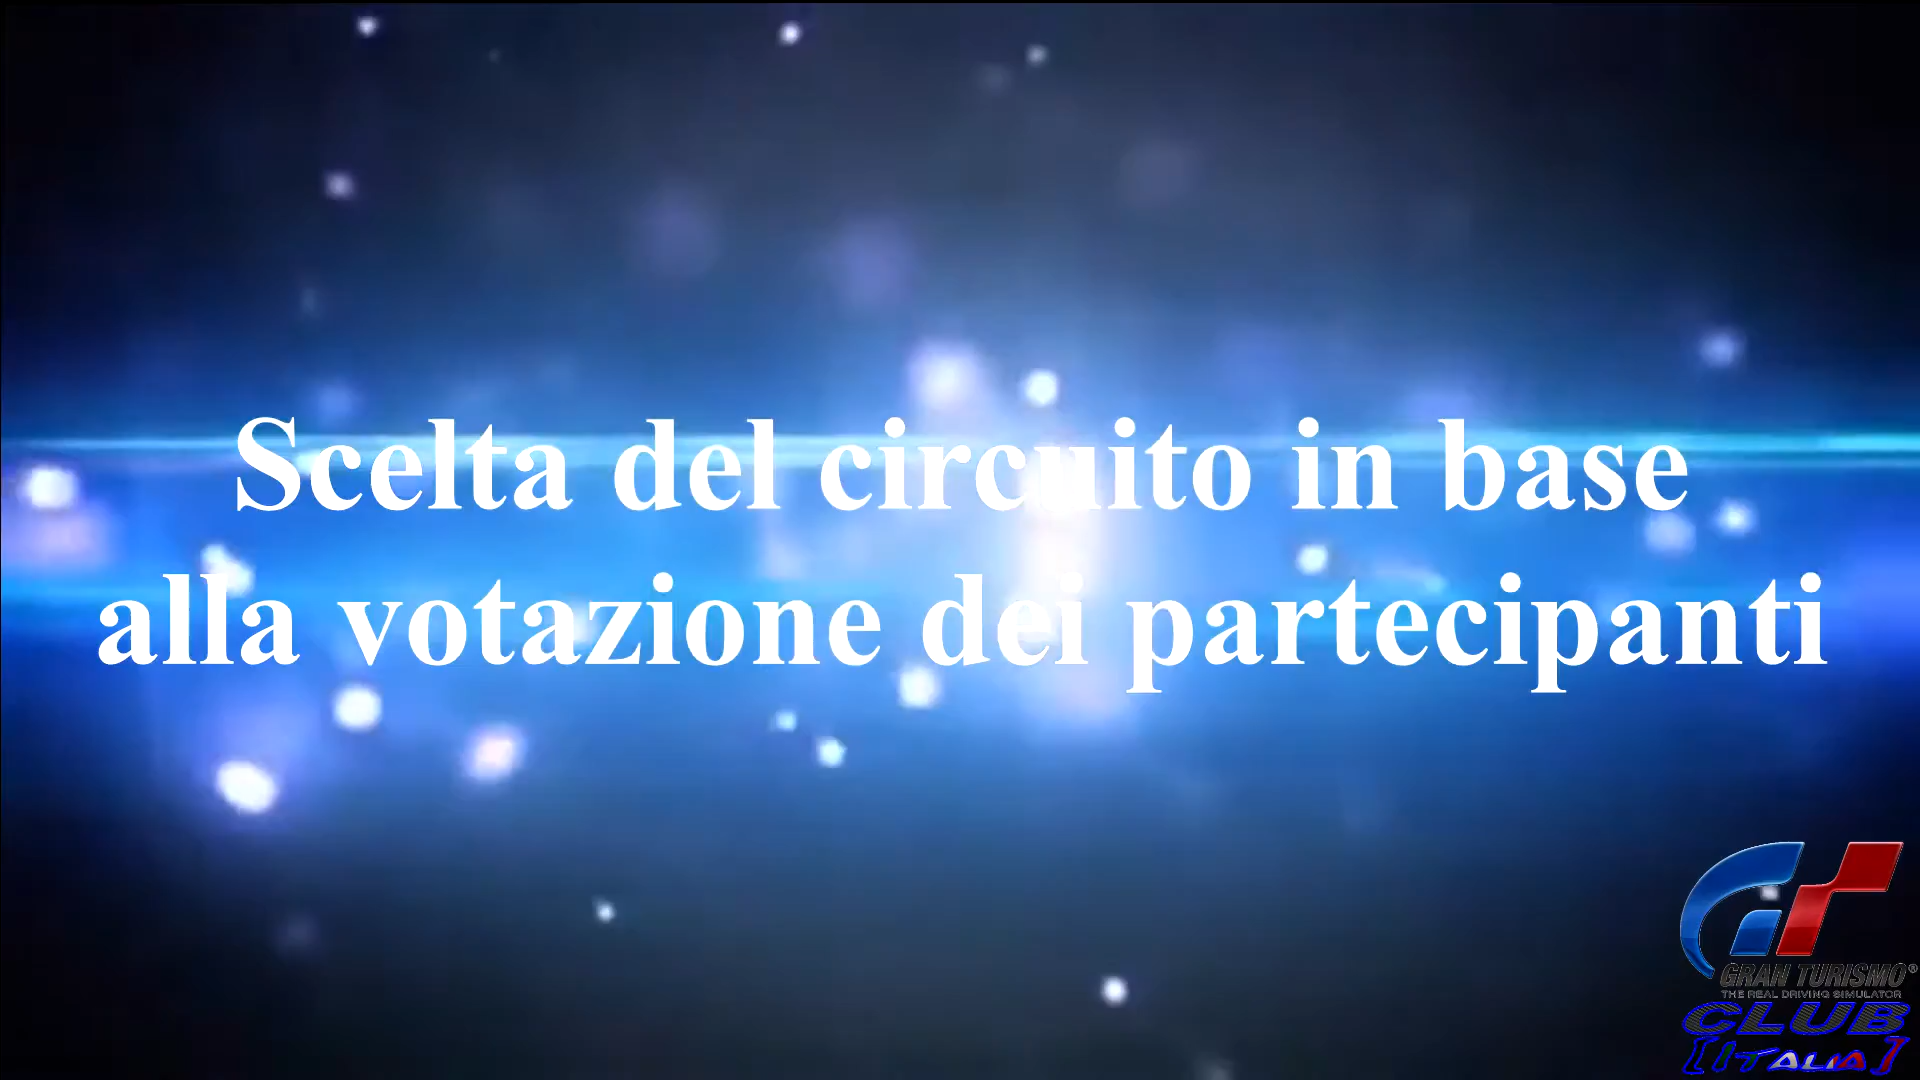 Scelta del circuito in base
alla votazione dei partecipanti
GRAN TURISMO®
THE REAL DRIVING SIMULATOR
CLUB
[ITALIA]